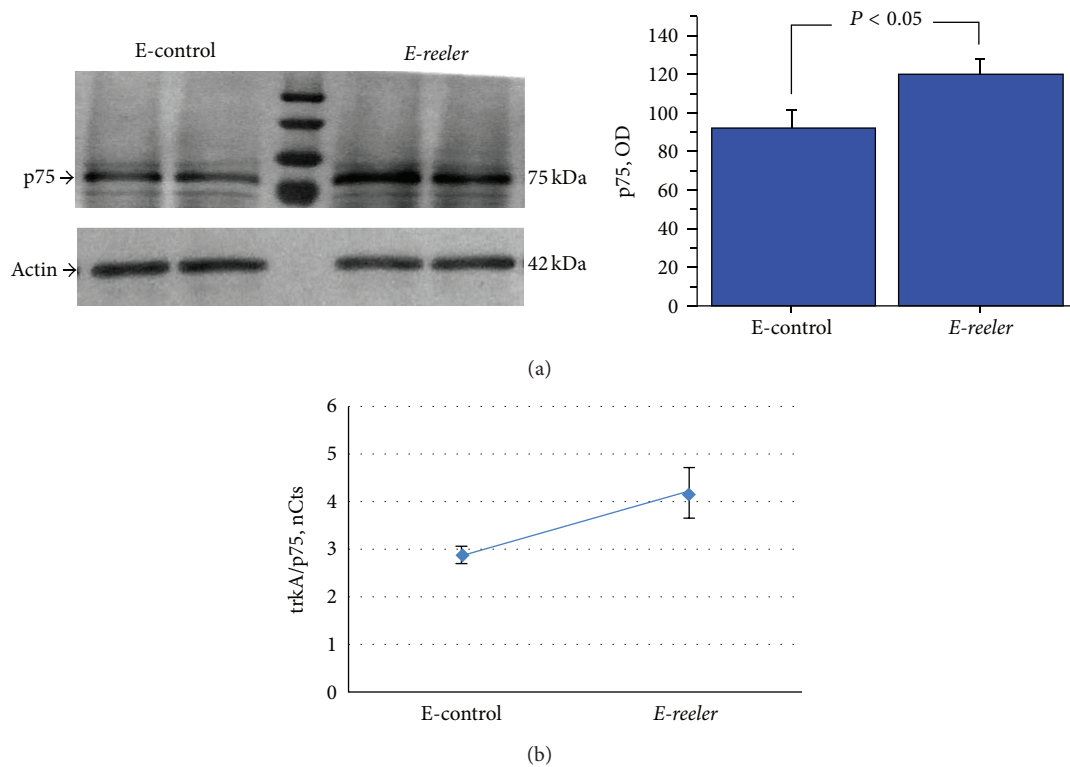 E-control
E-reeler
p75
75 kDa
Actin
42 kDa
P < 0.05
140
120
100
80
60
40
20
0
p75, OD
E-control
E-reeler
(a)
6
5
4
3
2
1
0
trkA/p75, nCts
E-control
E-reeler
(b)